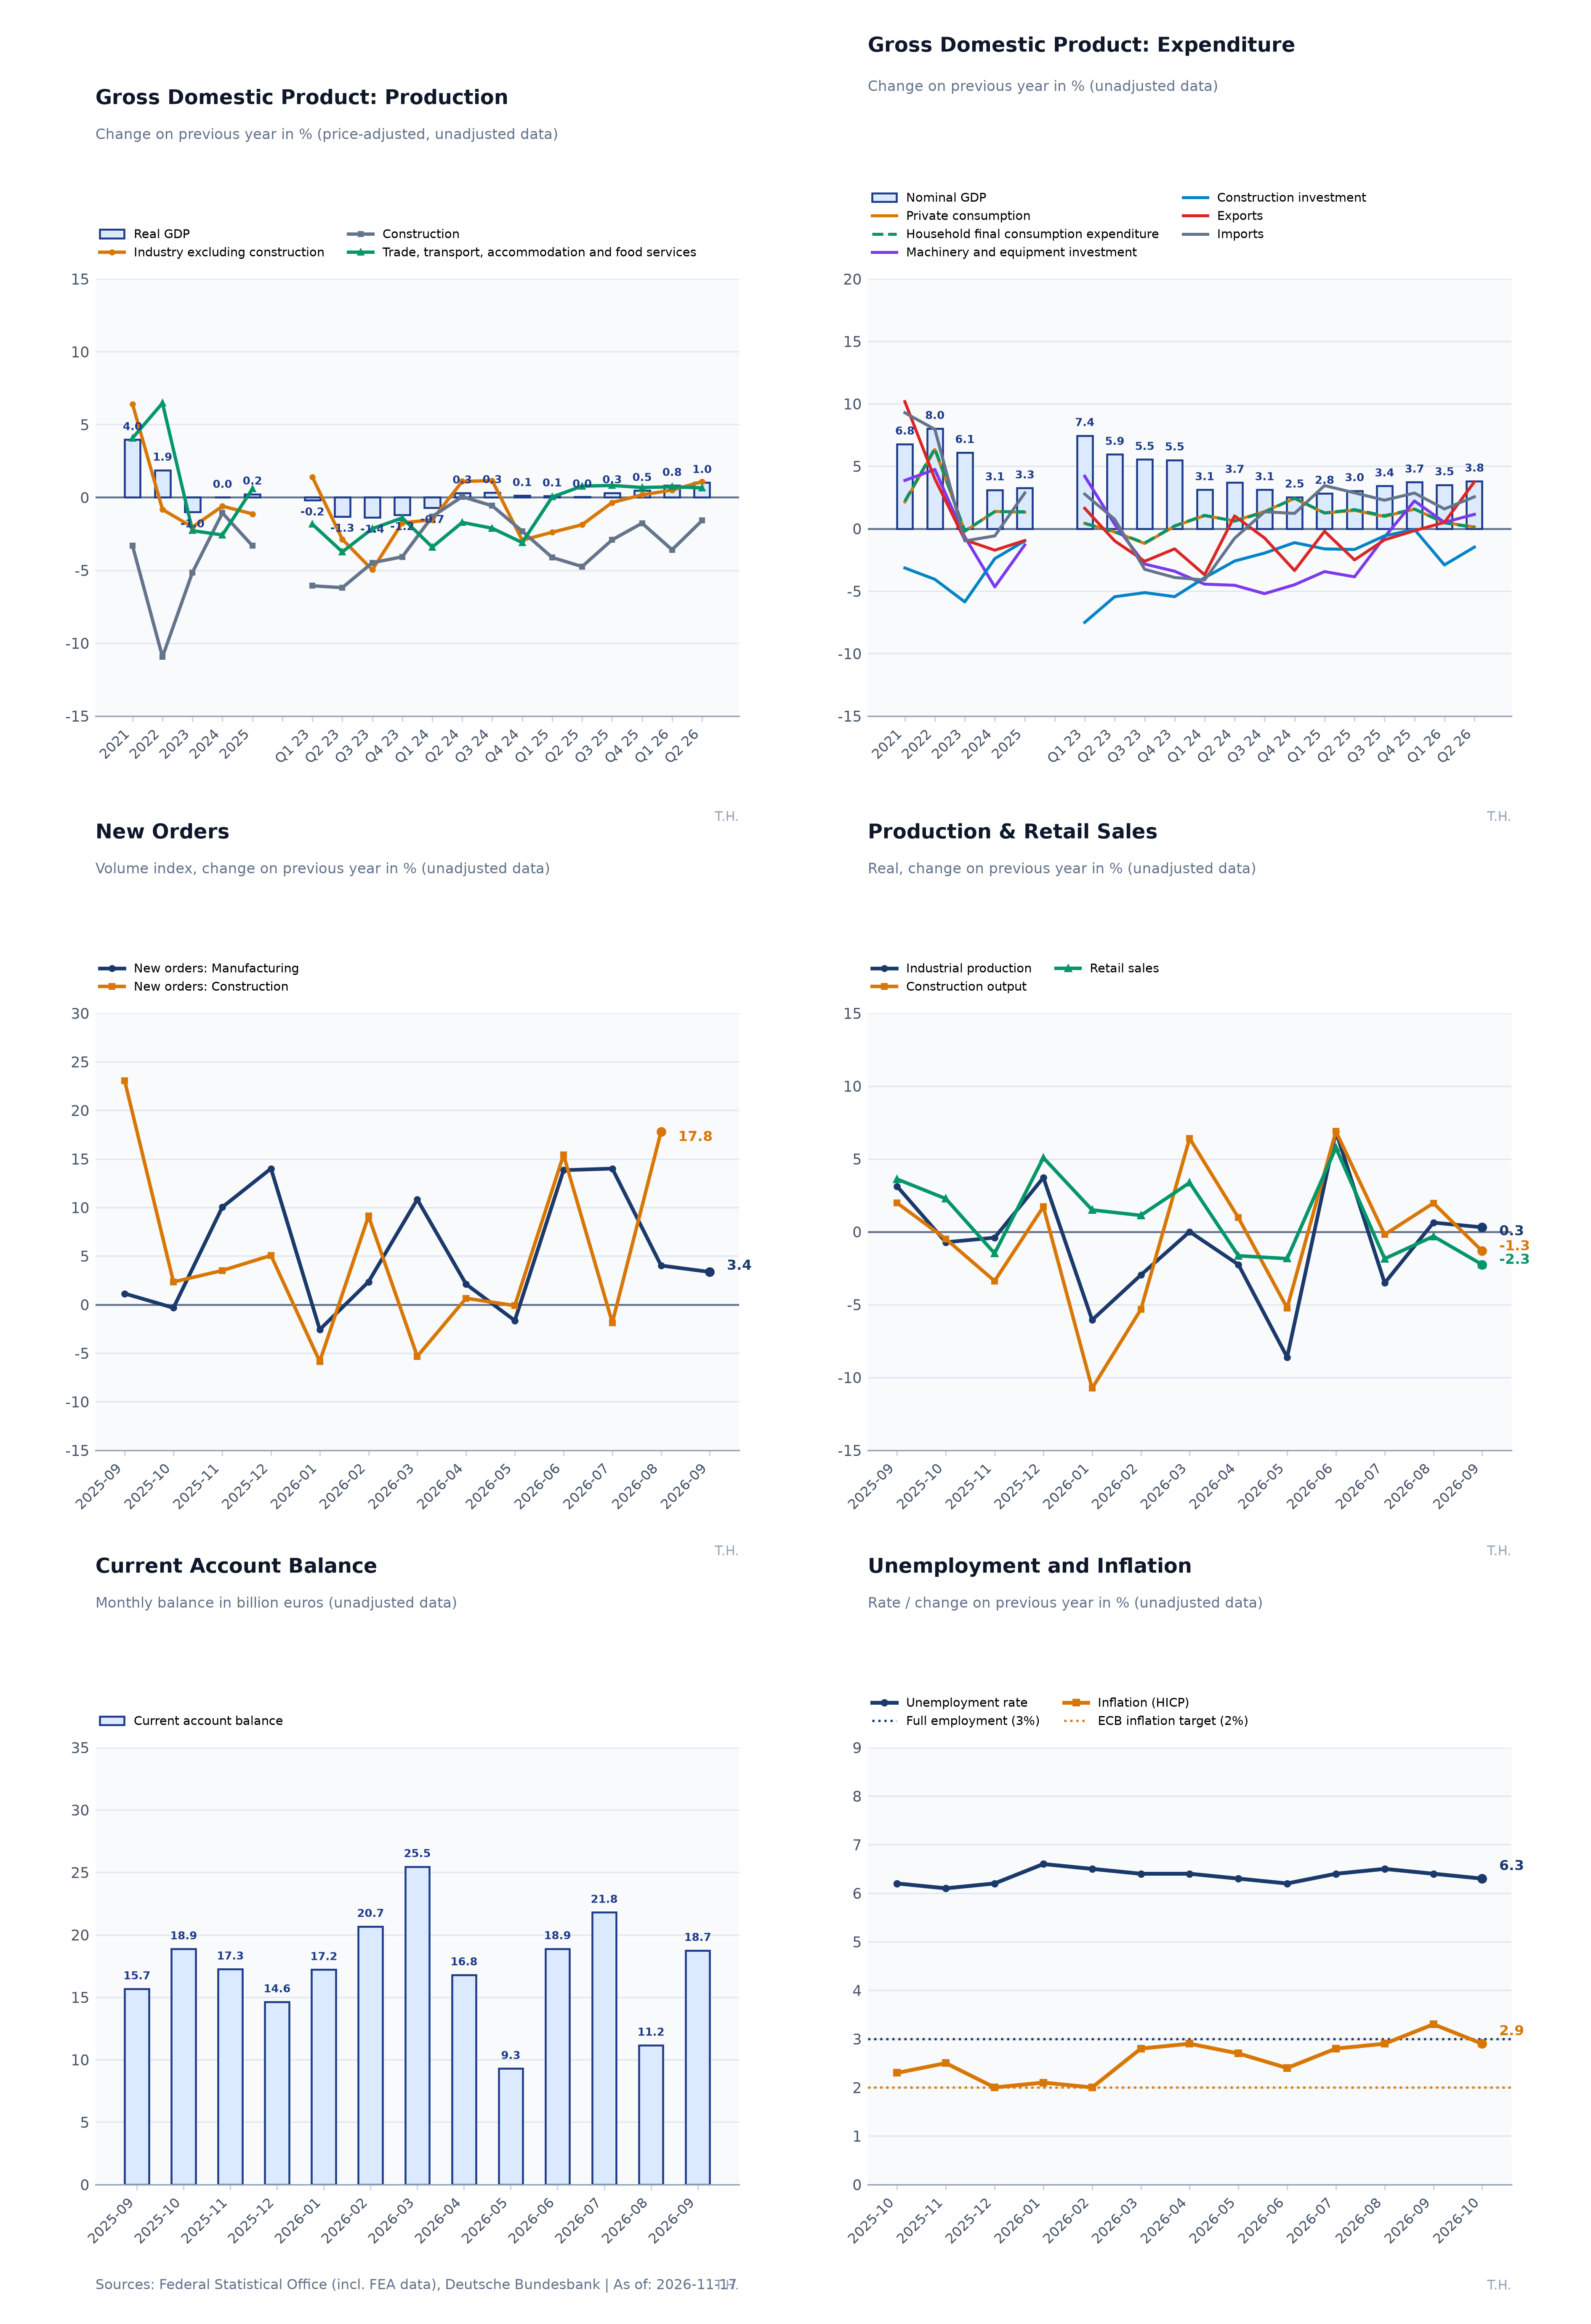 Gross Domestic Product: Production
Change on previous year in % (price-adjusted, unadjusted data)
Real GDP
Industry excluding construction
Construction
Trade, transport, accommodation and food services
15
10
5
0
-5
-10
-15
4.0
1.9
-1.0
0.0
0.2
-0.2
-1.3
-1.4
-1.2
-0.7
0.3
0.3
0.1
0.1
0.0
0.3
0.5
0.8
1.0
2021
2022
2023
2024
2025
Q1 23
Q2 23
Q3 23
Q4 23
Q1 24
Q2 24
Q3 24
Q4 24
Q1 25
Q2 25
Q3 25
Q4 25
Q1 26
Q2 26
T.H.
Gross Domestic Product: Expenditure
Change on previous year in % (unadjusted data)
Nominal GDP
Private consumption
Household final consumption expenditure
Machinery and equipment investment
Construction investment
Exports
Imports
20
15
10
5
0
-5
-10
-15
6.8
8.0
6.1
3.1
3.3
7.4
5.9
5.5
5.5
3.1
3.7
3.1
2.5
2.8
3.0
3.4
3.7
3.5
3.8
2021
2022
2023
2024
2025
Q1 23
Q2 23
Q3 23
Q4 23
Q1 24
Q2 24
Q3 24
Q4 24
Q1 25
Q2 25
Q3 25
Q4 25
Q1 26
Q2 26
T.H.
New Orders
Volume index, change on previous year in % (unadjusted data)
New orders: Manufacturing
New orders: Construction
30
25
20
15
10
5
0
-5
-10
-15
17.8
3.4
2025-09
2025-10
2025-11
2025-12
2026-01
2026-02
2026-03
2026-04
2026-05
2026-06
2026-07
2026-08
2026-09
T.H.
Production & Retail Sales
Real, change on previous year in % (unadjusted data)
Industrial production
Construction output
Retail sales
15
10
5
0
-5
-10
-15
0.3
-1.3
-2.3
2025-09
2025-10
2025-11
2025-12
2026-01
2026-02
2026-03
2026-04
2026-05
2026-06
2026-07
2026-08
2026-09
T.H.
Current Account Balance
Monthly balance in billion euros (unadjusted data)
Current account balance
35
30
25
20
15
10
5
0
15.7
18.9
17.3
14.6
17.2
20.7
25.5
16.8
9.3
18.9
21.8
11.2
18.7
2025-09
2025-10
2025-11
2025-12
2026-01
2026-02
2026-03
2026-04
2026-05
2026-06
2026-07
2026-08
2026-09
Sources: Federal Statistical Office (incl. FEA data), Deutsche Bundesbank | As of: 2026-11-17
T.H.
Unemployment and Inflation
Rate / change on previous year in % (unadjusted data)
Unemployment rate
Full employment (3%)
Inflation (HICP)
ECB inflation target (2%)
9
8
7
6
5
4
3
2
1
0
6.3
2.9
2025-10
2025-11
2025-12
2026-01
2026-02
2026-03
2026-04
2026-05
2026-06
2026-07
2026-08
2026-09
2026-10
T.H.